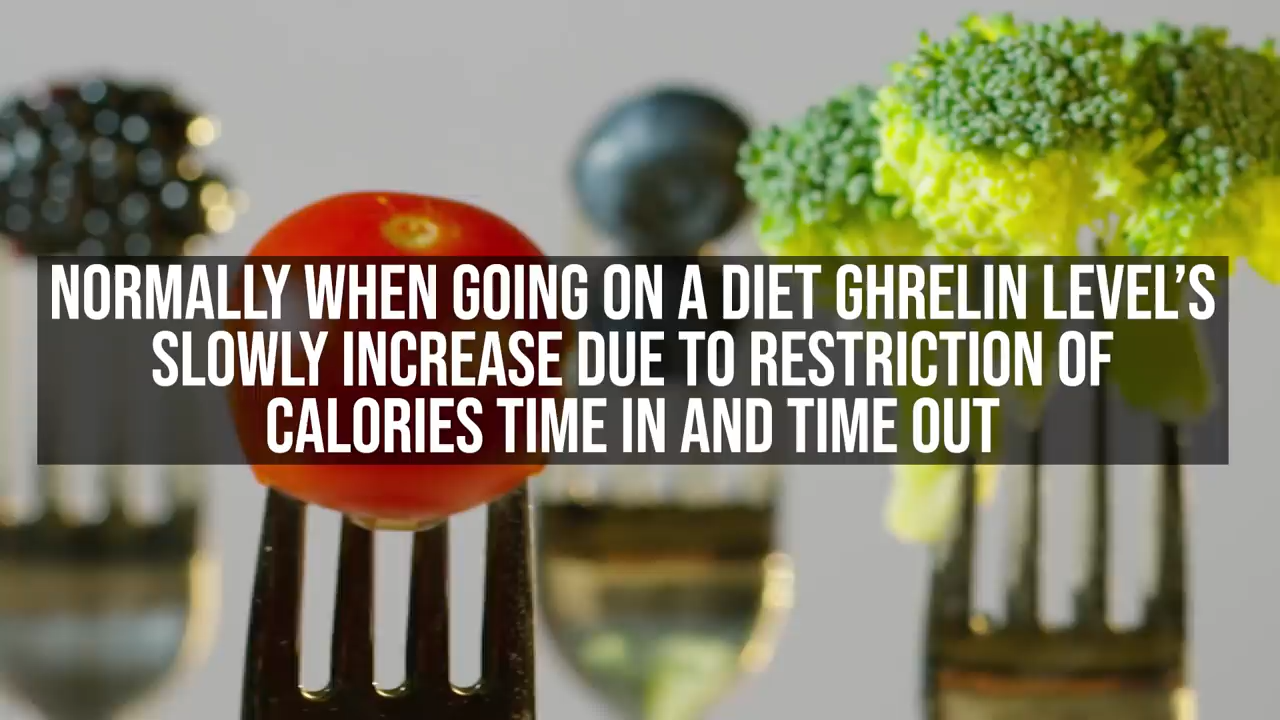 NORMALLY WHEN GOING ON A DIET GHRELIN LEVEL’S
SLOWLY INCREASE DUE TO RESTRICTION OF
CALORIES TIME IN AND TIME OUT